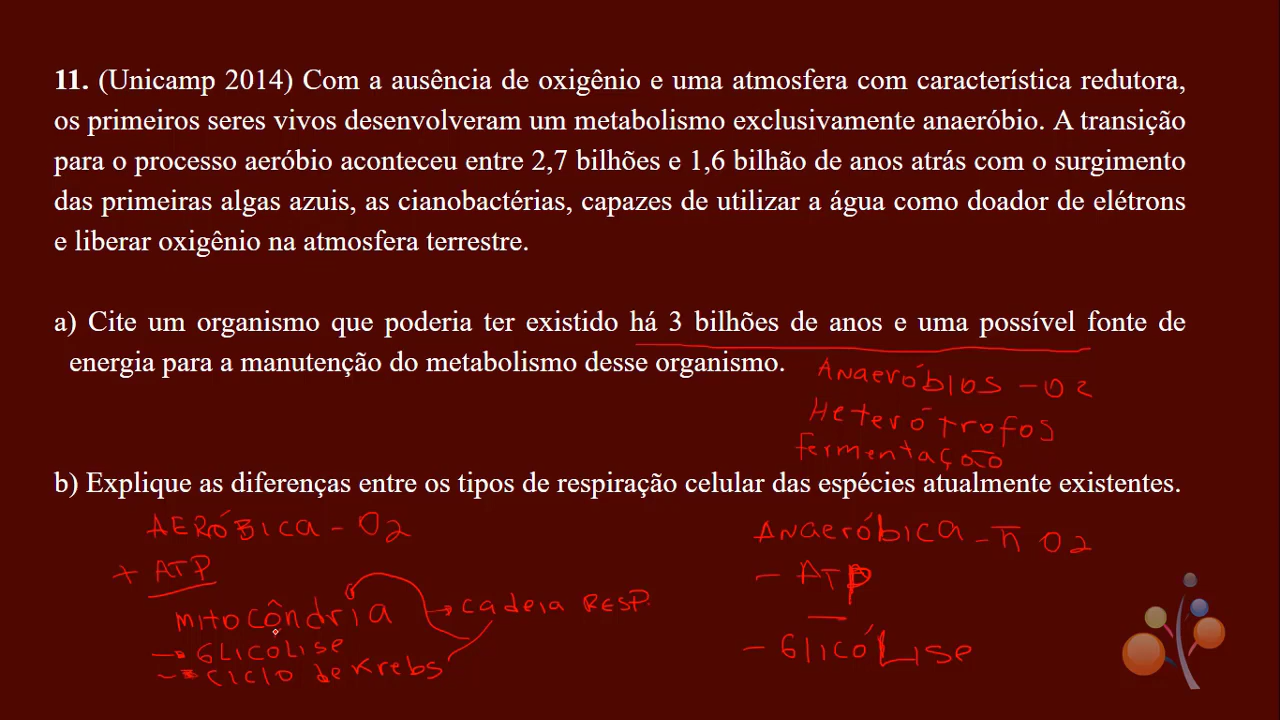 11. (Unicamp 2014) Com a ausência de oxigênio e uma atmosfera com característica redutora,
os primeiros seres vivos desenvolveram um metabolismo exclusivamente anaeróbio. A transição
para o processo aeróbio aconteceu entre 2,7 bilhões e 1,6 bilhão de anos atrás com o surgimento
das primeiras algas azuis, as cianobactérias, capazes de utilizar a água como doador de elétrons
e liberar oxigênio na atmosfera terrestre.
a) Cite um organismo que poderia ter existido há 3 bilhões de anos e uma possível fonte de
energia para a manutenção do metabolismo desse organismo.
Anaeróbios - O2
Heterótrofos
fermentação
b) Explique as diferenças entre os tipos de respiração celular das espécies atualmente existentes.
AERÓBICA - O2
Anaeróbica - n̄ O2
+ ATP
- ATP
Mitocôndria → cadeia RESP.
→ GLICÓLISE
- GlicóLise
→ ciclo de Krebs